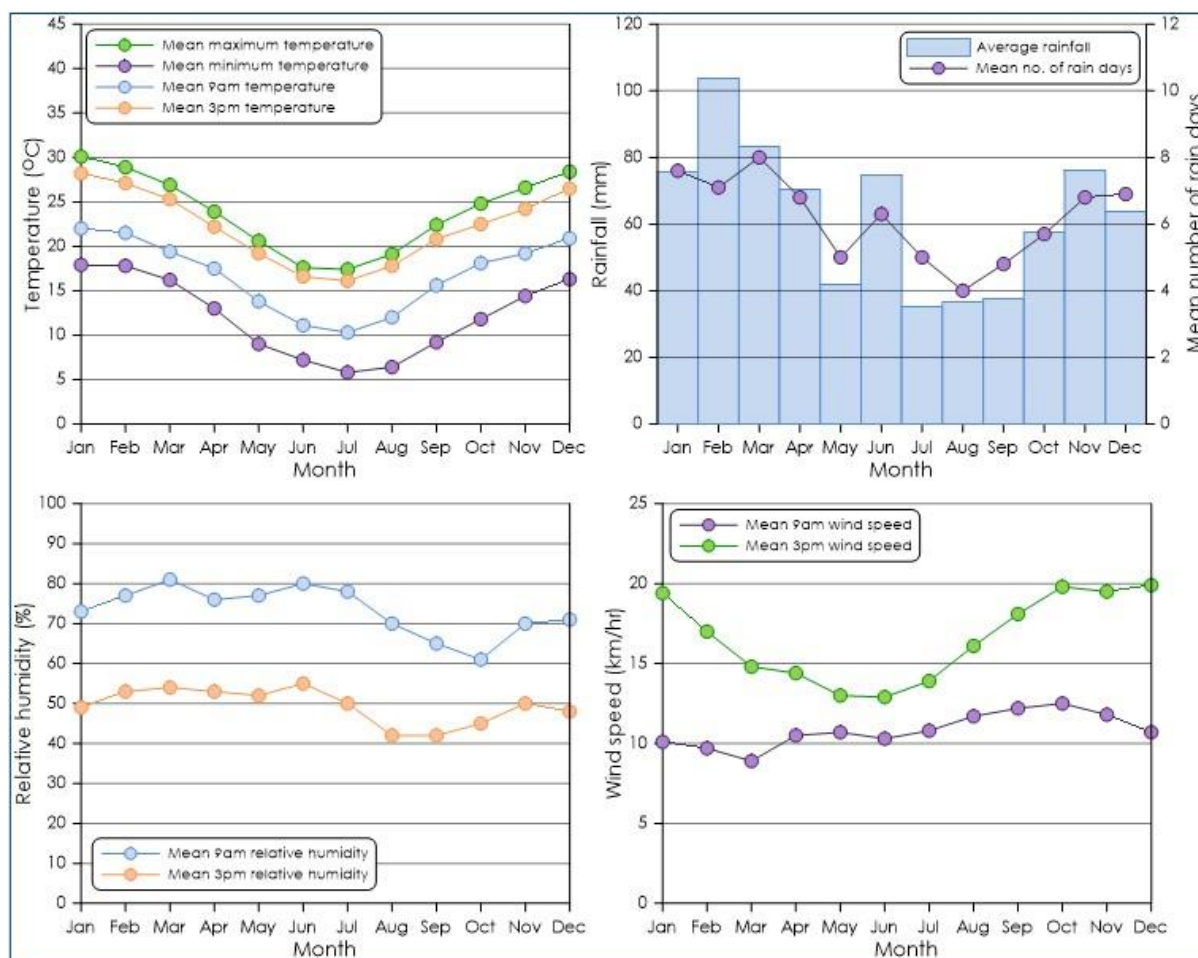 45
40
35
30
25
20
15
10
5
0
Temperature (ºC)
Mean maximum temperature
Mean minimum temperature
Mean 9am temperature
Mean 3pm temperature
Jan Feb Mar Apr May Jun Jul Aug Sep Oct Nov Dec
Month
120
100
80
60
40
20
0
Rainfall (mm)
Average rainfall
Mean no. of rain days
12
10
8
6
4
2
0
Mean number of rain days
Jan Feb Mar Apr May Jun Jul Aug Sep Oct Nov Dec
Month
100
90
80
70
60
50
40
30
20
10
0
Relative humidity (%)
Mean 9am relative humidity
Mean 3pm relative humidity
Jan Feb Mar Apr May Jun Jul Aug Sep Oct Nov Dec
Month
25
20
15
10
5
0
Wind speed (km/hr)
Mean 9am wind speed
Mean 3pm wind speed
Jan Feb Mar Apr May Jun Jul Aug Sep Oct Nov Dec
Month